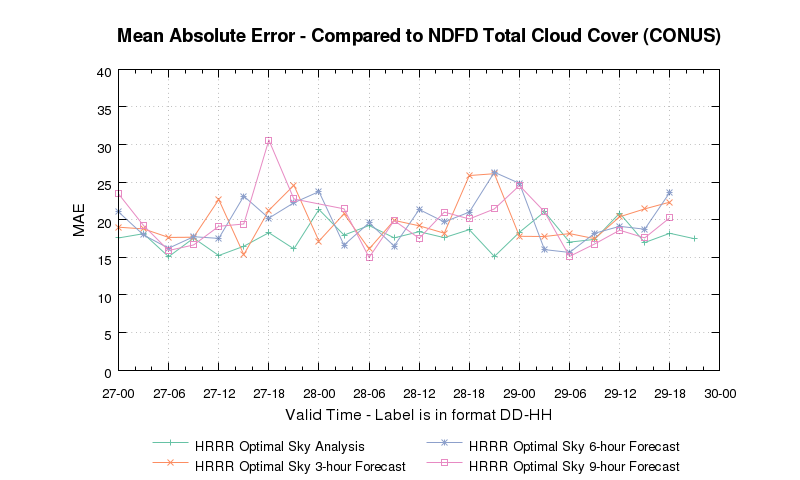 Mean Absolute Error - Compared to NDFD Total Cloud Cover (CONUS)
40
35
30
25
20
15
10
5
0
MAE
27-00 27-06 27-12 27-18 28-00 28-06 28-12 28-18 29-00 29-06 29-12 29-18 30-00
Valid Time - Label is in format DD-HH
HRRR Optimal Sky Analysis HRRR Optimal Sky 6-hour Forecast
HRRR Optimal Sky 3-hour Forecast HRRR Optimal Sky 9-hour Forecast